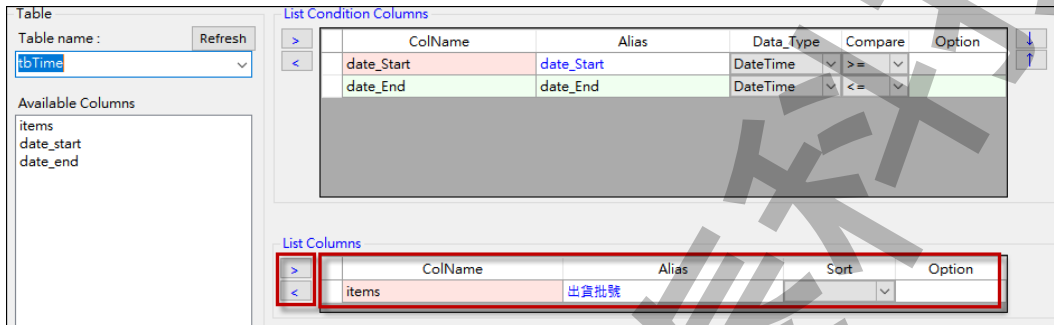 Table
Table name :
Refresh
tbTime
Available Columns
items
date_start
date_end
List Condition Columns
>
<
ColName Alias Data_Type Compare Option
date_Start date_Start DateTime >=
date_End date_End DateTime <=
↓
↑
List Columns
>
<
ColName Alias Sort Option
items 出貨批號